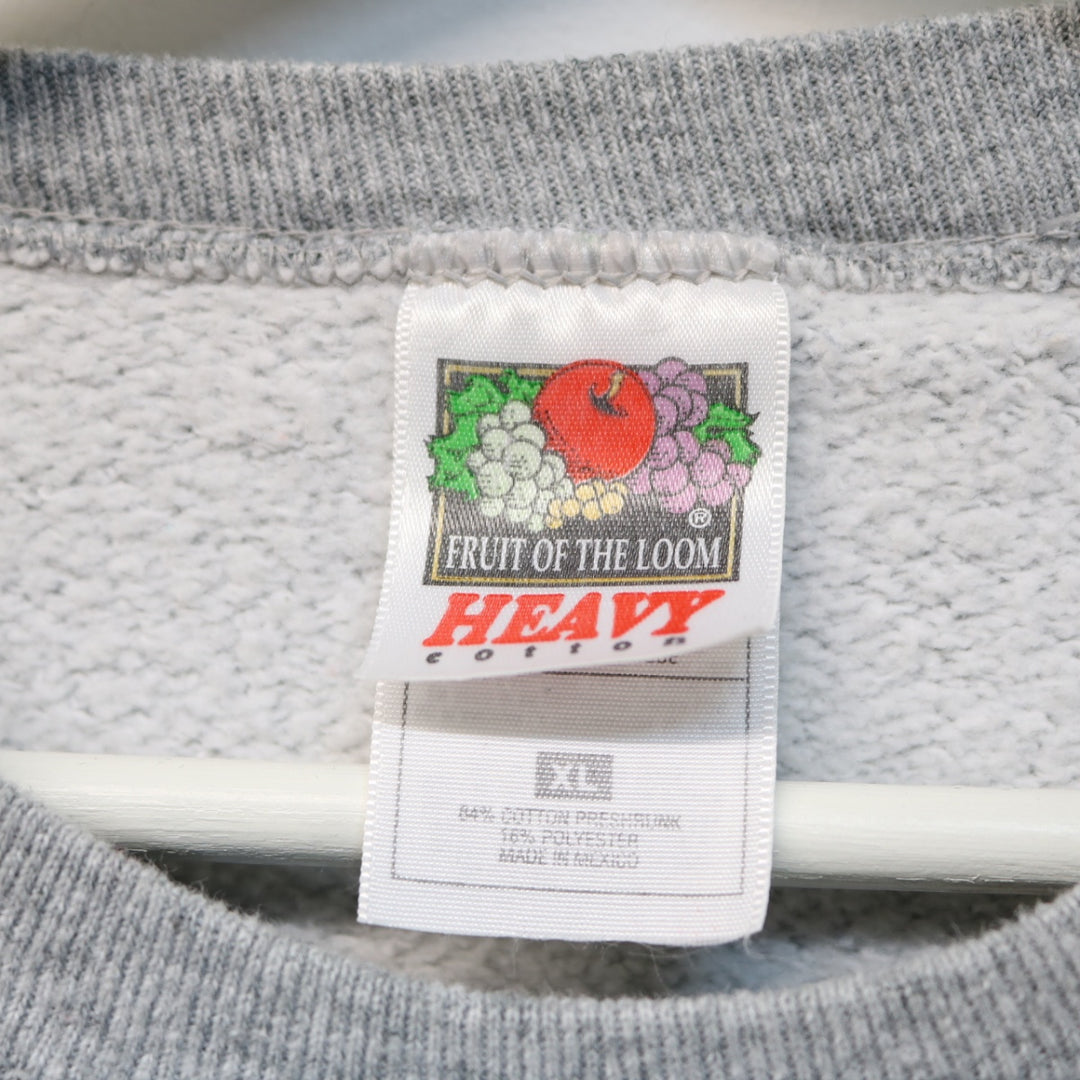 ®
FRUIT OF THE LOOM
HEAVY
cotton
XL
84% COTTON PRESHRUNK
16% POLYESTER
MADE IN MEXICO